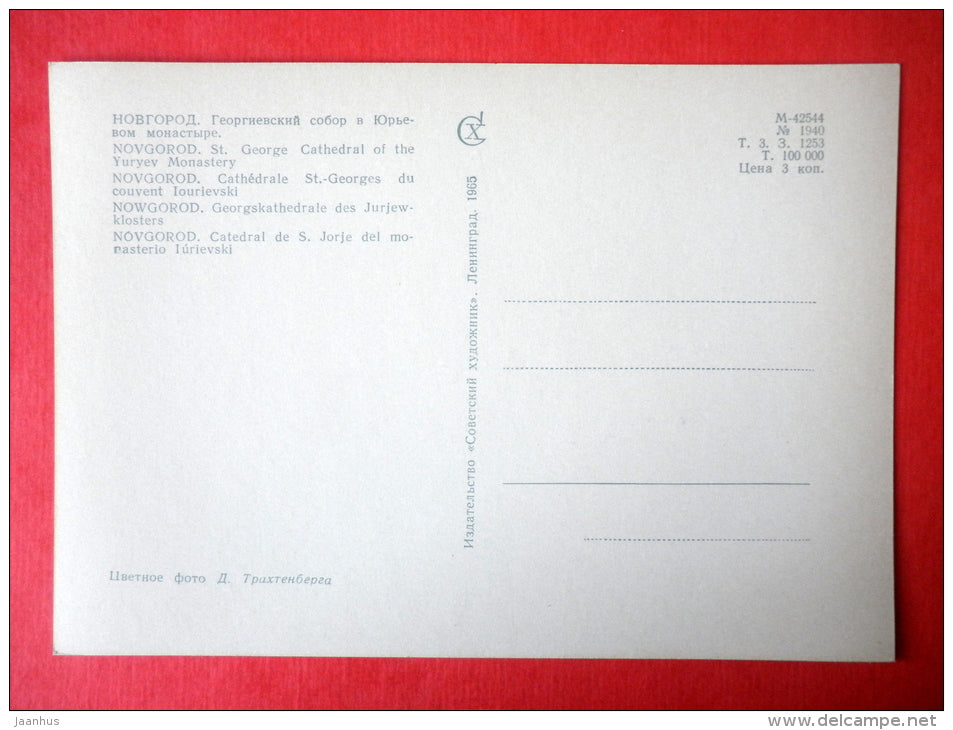 НОВГОРОД. Георгиевский собор в Юрье-
вом монастыре.
NOVGOROD. St. George Cathedral of the
Yuryev Monastery
NOVGOROD. Cathédrale St.-Georges du
couvent Iourievski
NOWGOROD. Georgskathedrale des Jurjew-
klosters
NOVGOROD. Catedral de S. Jorje del mo-
nasterio Iúrievski
Цветное фото Д. Трахтенберга
СХ
Издательство «Советский художник». Ленинград. 1965
М-42544
№ 1940
Т. З. З. 1253
Т. 100 000
Цена 3 коп.
jaanhus
www.delcampe.net